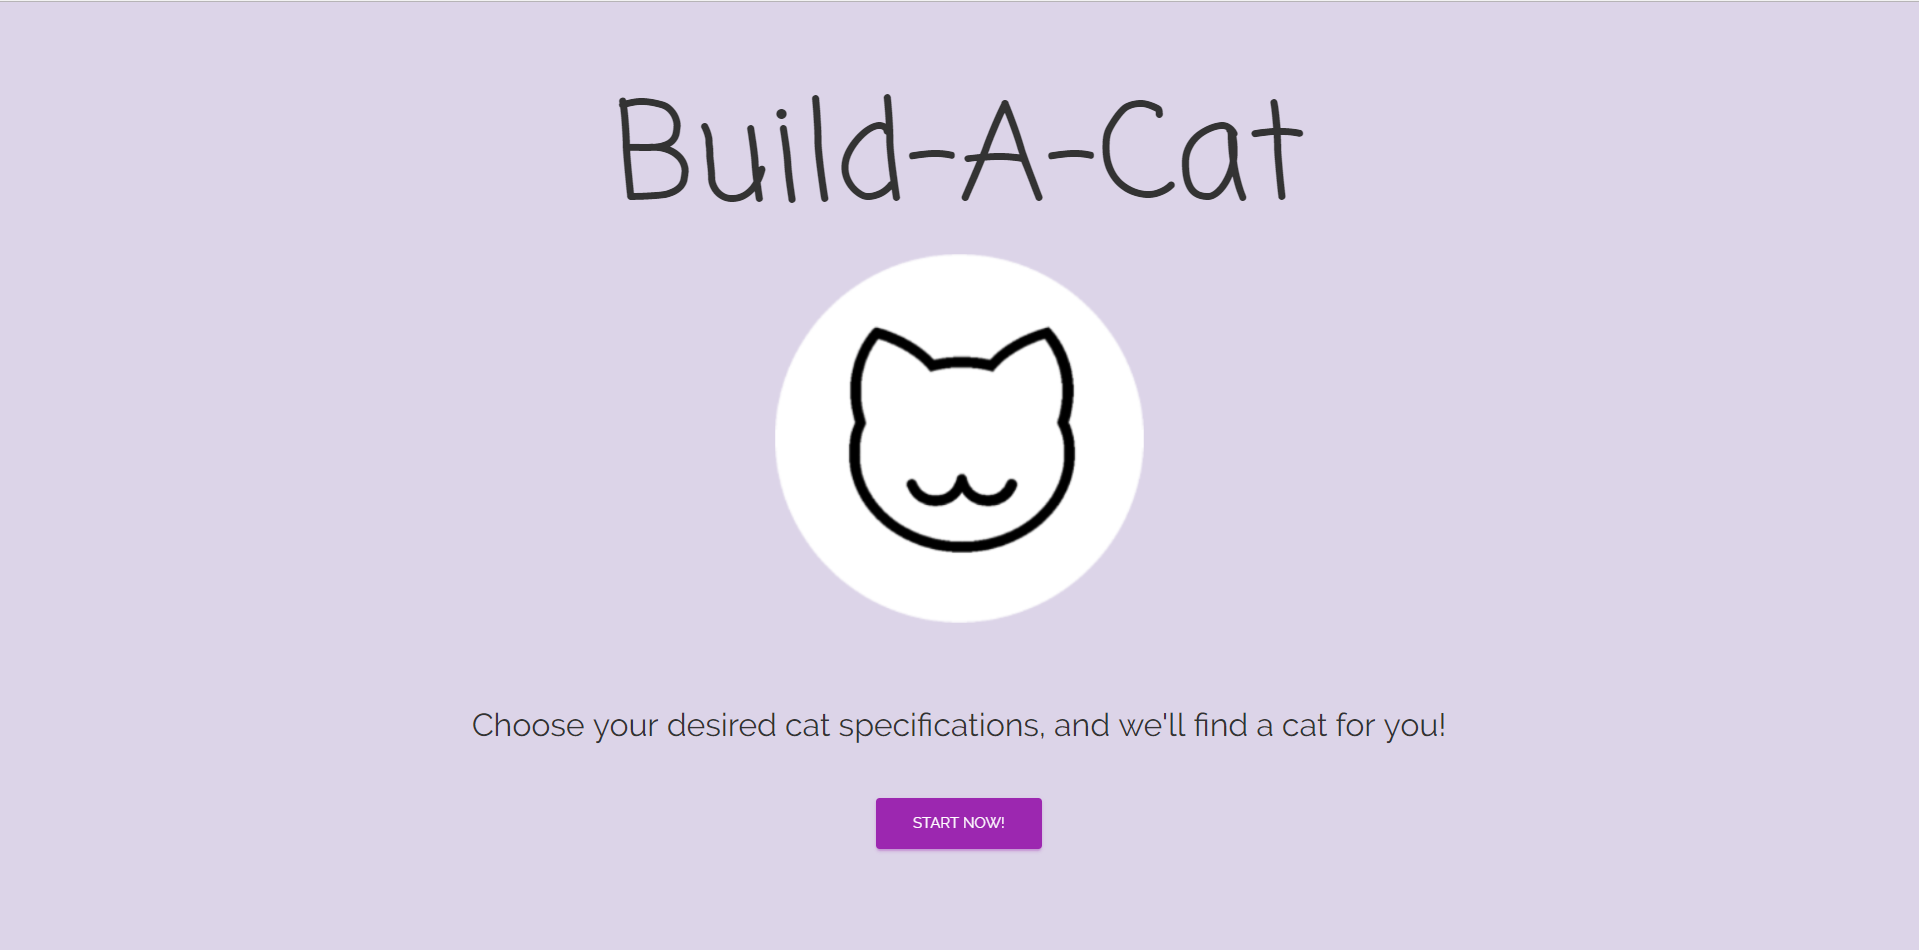 Build-A-Cat
Choose your desired cat specifications, and we'll find a cat for you!
START NOW!